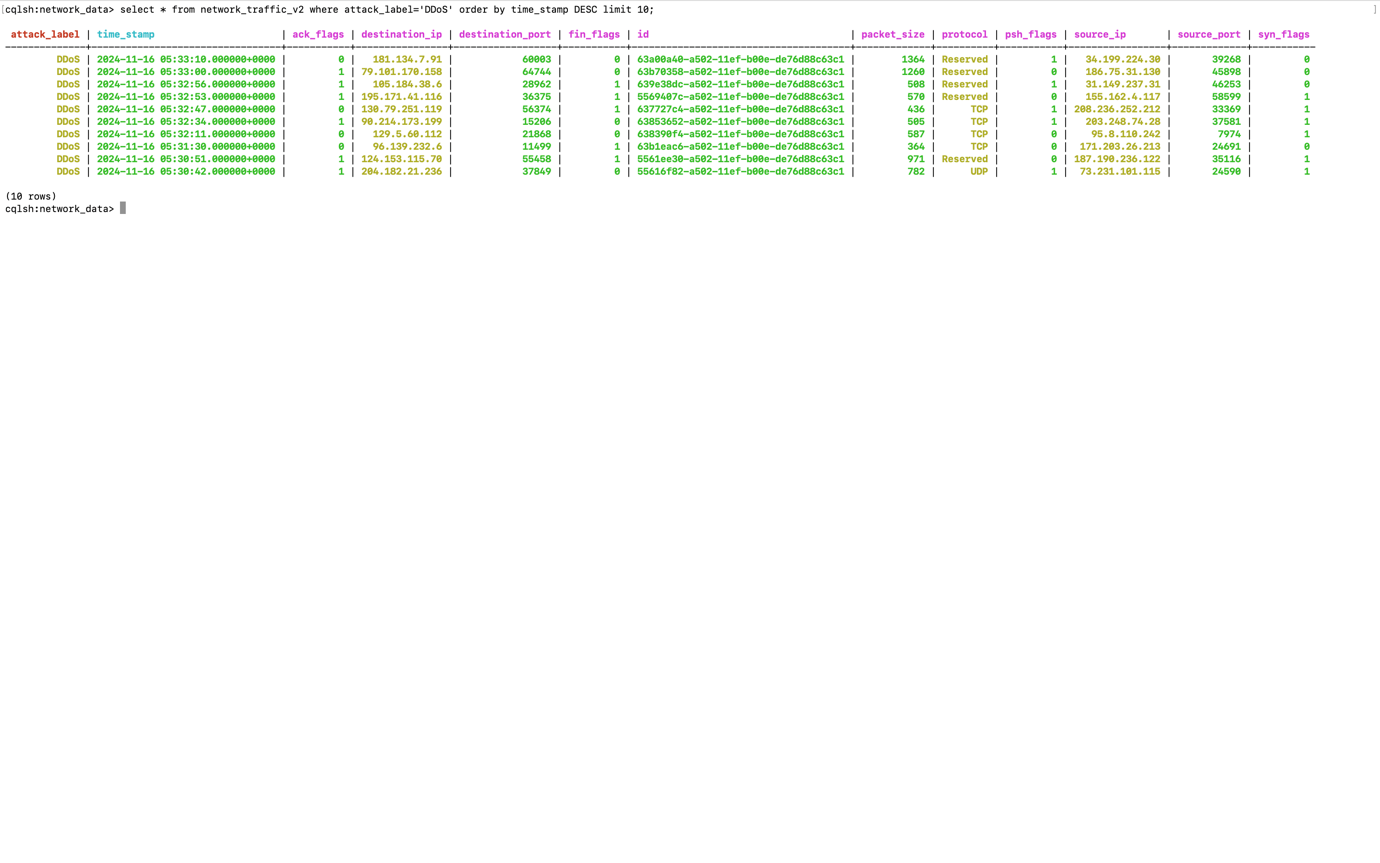 [cqlsh:network_data> select * from network_traffic_v2 where attack_label='DDoS' order by time_stamp DESC limit 10; ]
attack_label | time_stamp | ack_flags | destination_ip | destination_port | fin_flags | id | packet_size | protocol | psh_flags | source_ip | source_port | syn_flags
--------------+---------------------------------+-----------+----------------+------------------+-----------+--------------------------------------+-------------+----------+-----------+-----------------+-------------+-----------
DDoS | 2024-11-16 05:33:10.000000+0000 | 0 | 181.134.7.91 | 60003 | 0 | 63a00a40-a502-11ef-b00e-de76d88c63c1 | 1364 | Reserved | 1 | 34.199.224.30 | 39268 | 0
DDoS | 2024-11-16 05:33:00.000000+0000 | 1 | 79.101.170.158 | 64744 | 0 | 63b70358-a502-11ef-b00e-de76d88c63c1 | 1260 | Reserved | 0 | 186.75.31.130 | 45898 | 0
DDoS | 2024-11-16 05:32:56.000000+0000 | 1 | 105.184.38.6 | 28962 | 1 | 639e38dc-a502-11ef-b00e-de76d88c63c1 | 508 | Reserved | 1 | 31.149.237.31 | 46253 | 0
DDoS | 2024-11-16 05:32:53.000000+0000 | 1 | 195.171.41.116 | 36375 | 1 | 5569407c-a502-11ef-b00e-de76d88c63c1 | 570 | Reserved | 0 | 155.162.4.117 | 58599 | 1
DDoS | 2024-11-16 05:32:47.000000+0000 | 0 | 130.79.251.119 | 56374 | 1 | 637727c4-a502-11ef-b00e-de76d88c63c1 | 436 | TCP | 1 | 208.236.252.212 | 33369 | 1
DDoS | 2024-11-16 05:32:34.000000+0000 | 1 | 90.214.173.199 | 15206 | 0 | 63853652-a502-11ef-b00e-de76d88c63c1 | 505 | TCP | 1 | 203.248.74.28 | 37581 | 1
DDoS | 2024-11-16 05:32:11.000000+0000 | 0 | 129.5.60.112 | 21868 | 0 | 638390f4-a502-11ef-b00e-de76d88c63c1 | 587 | TCP | 0 | 95.8.110.242 | 7974 | 1
DDoS | 2024-11-16 05:31:30.000000+0000 | 0 | 96.139.232.6 | 11499 | 1 | 63b1eac6-a502-11ef-b00e-de76d88c63c1 | 364 | TCP | 0 | 171.203.26.213 | 24691 | 0
DDoS | 2024-11-16 05:30:51.000000+0000 | 1 | 124.153.115.70 | 55458 | 1 | 5561ee30-a502-11ef-b00e-de76d88c63c1 | 971 | Reserved | 0 | 187.190.236.122 | 35116 | 1
DDoS | 2024-11-16 05:30:42.000000+0000 | 1 | 204.182.21.236 | 37849 | 0 | 55616f82-a502-11ef-b00e-de76d88c63c1 | 782 | UDP | 1 | 73.231.101.115 | 24590 | 1
(10 rows)
cqlsh:network_data>